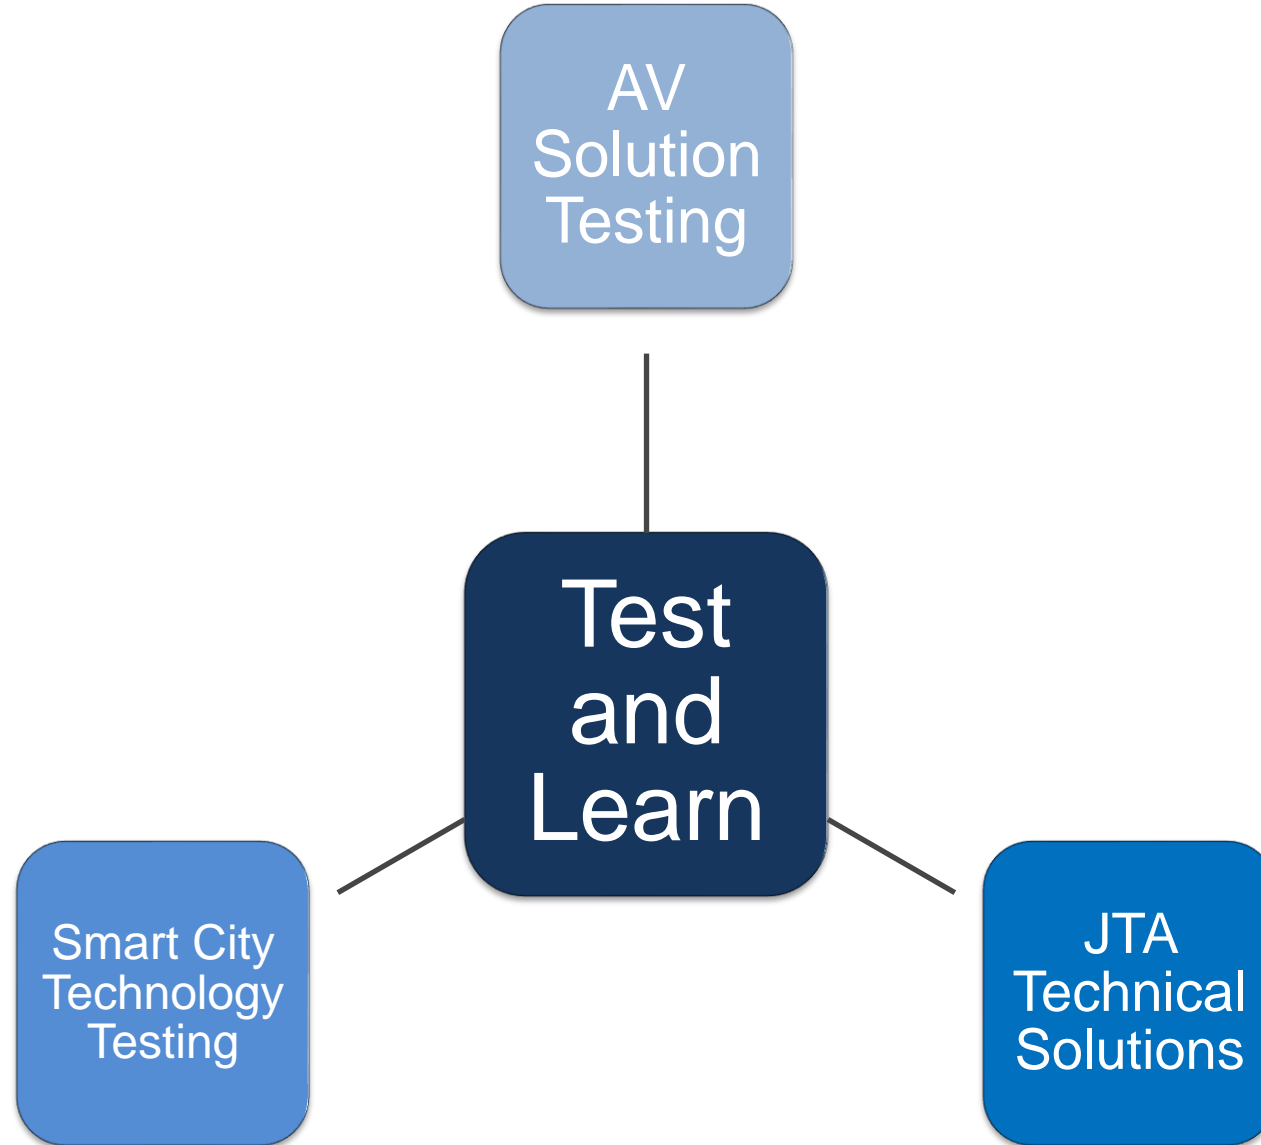 AV
Solution
Testing
Test
and
Learn
Smart City
Technology
Testing
JTA
Technical
Solutions